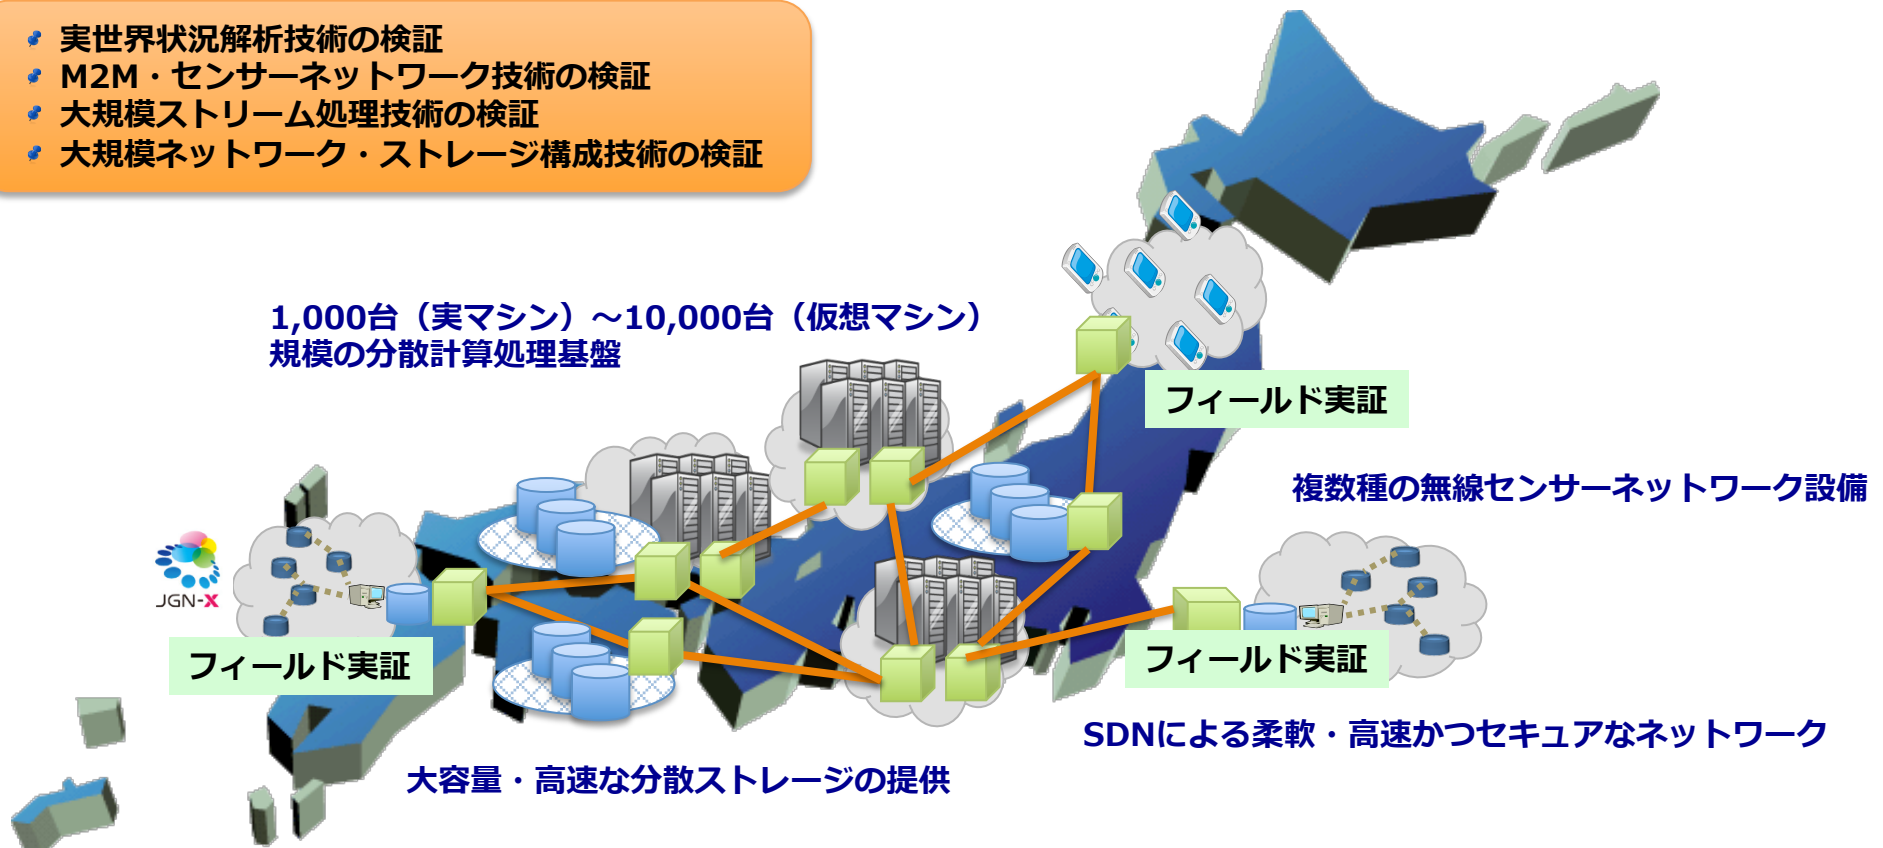 実世界状況解析技術の検証
M2M・センサーネットワーク技術の検証
大規模ストリーム処理技術の検証
大規模ネットワーク・ストレージ構成技術の検証
1,000台（実マシン）～10,000台（仮想マシン）
規模の分散計算処理基盤
フィールド実証
複数種の無線センサーネットワーク設備
JGN-X
フィールド実証
フィールド実証
SDNによる柔軟・高速かつセキュアなネットワーク
大容量・高速な分散ストレージの提供